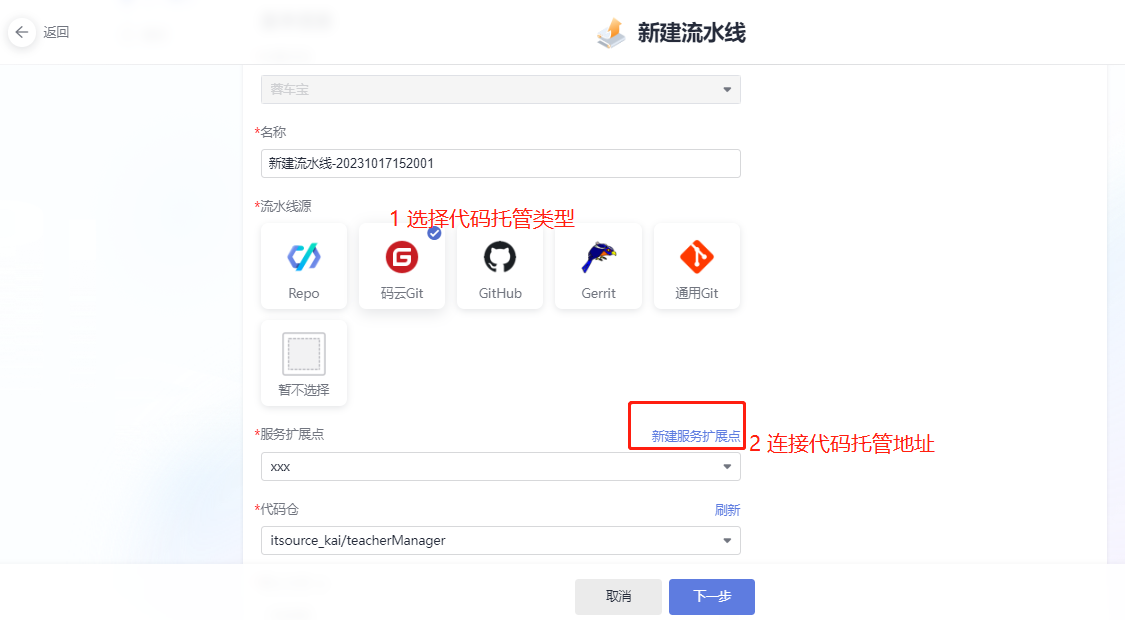 返回
新建流水线
蓉车宝
*名称
新建流水线-20231017152001
*流水线源
1 选择代码托管类型
Repo
码云Git
GitHub
Gerrit
通用Git
暂不选择
*服务扩展点
新建服务扩展点
2 连接代码托管地址
xxx
*代码仓
刷新
itsource_kai/teacherManager
取消
下一步